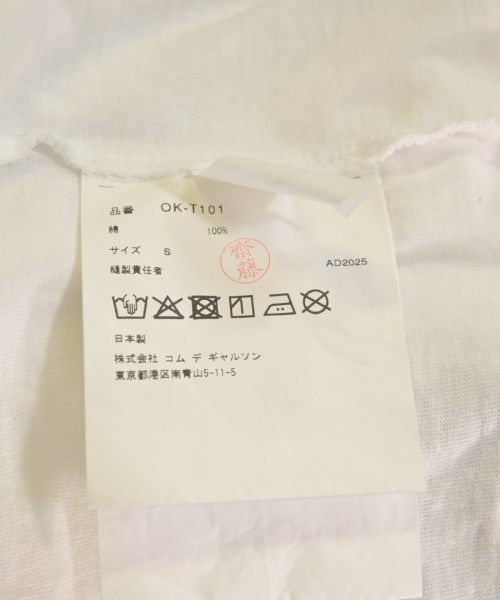 品番 OK-T101
綿 100%
サイズ S
縫製責任者 齋藤 AD2025
日本製
株式会社 コム デ ギャルソン
東京都港区南青山5-11-5